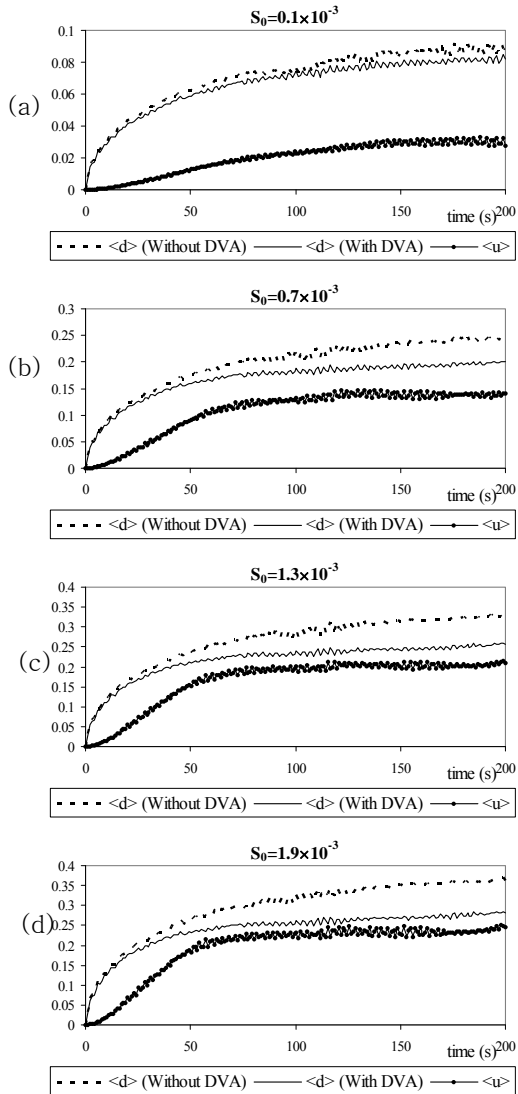 S₀=0.1×10⁻³
(a)
0.1
0.08
0.06
0.04
0.02
0
0 50 100 150 200
time (s)
<d> (Without DVA) <d> (With DVA) <u>
S₀=0.7×10⁻³
(b)
0.3
0.25
0.2
0.15
0.1
0.05
0
0 50 100 150 200
time (s)
<d> (Without DVA) <d> (With DVA) <u>
S₀=1.3×10⁻³
(c)
0.4
0.35
0.3
0.25
0.2
0.15
0.1
0.05
0
0 50 100 150 200
time (s)
<d> (Without DVA) <d> (With DVA) <u>
S₀=1.9×10⁻³
(d)
0.4
0.35
0.3
0.25
0.2
0.15
0.1
0.05
0
0 50 100 150 200
time (s)
<d> (Without DVA) <d> (With DVA) <u>